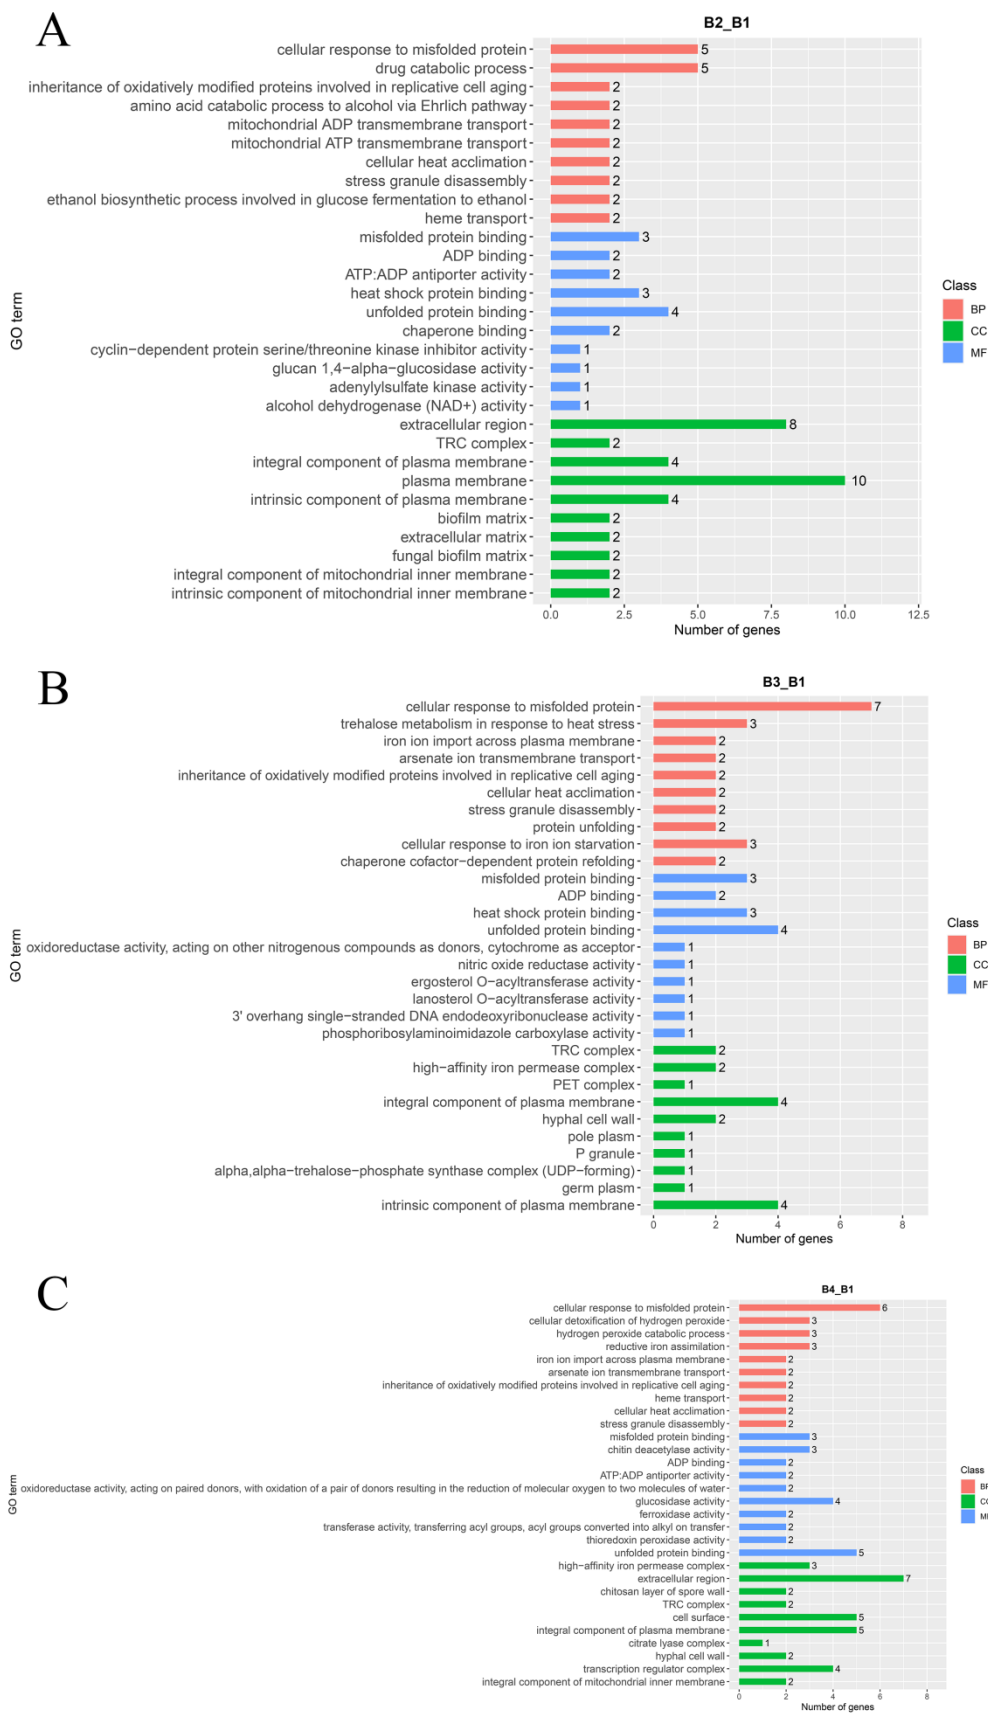 A
B2_B1
cellular response to misfolded protein 5
drug catabolic process 5
inheritance of oxidatively modified proteins involved in replicative cell aging 2
amino acid catabolic process to alcohol via Ehrlich pathway 2
mitochondrial ADP transmembrane transport 2
mitochondrial ATP transmembrane transport 2
cellular heat acclimation 2
stress granule disassembly 2
ethanol biosynthetic process involved in glucose fermentation to ethanol 2
heme transport 2
misfolded protein binding 3
ADP binding 2
ATP:ADP antiporter activity 2
heat shock protein binding 3
unfolded protein binding 4
chaperone binding 2
cyclin−dependent protein serine/threonine kinase inhibitor activity 1
glucan 1,4−alpha−glucosidase activity 1
adenylylsulfate kinase activity 1
alcohol dehydrogenase (NAD+) activity 1
extracellular region 8
TRC complex 2
integral component of plasma membrane 4
plasma membrane 10
intrinsic component of plasma membrane 4
biofilm matrix 2
extracellular matrix 2
fungal biofilm matrix 2
integral component of mitochondrial inner membrane 2
intrinsic component of mitochondrial inner membrane 2
0.0 2.5 5.0 7.5 10.0 12.5
Number of genes
GO term
Class
BP
CC
MF
B
B3_B1
cellular response to misfolded protein 7
trehalose metabolism in response to heat stress 3
iron ion import across plasma membrane 2
arsenate ion transmembrane transport 2
inheritance of oxidatively modified proteins involved in replicative cell aging 2
cellular heat acclimation 2
stress granule disassembly 2
protein unfolding 2
cellular response to iron ion starvation 3
chaperone cofactor−dependent protein refolding 2
misfolded protein binding 3
ADP binding 2
heat shock protein binding 3
unfolded protein binding 4
oxidoreductase activity, acting on other nitrogenous compounds as donors, cytochrome as acceptor 1
nitric oxide reductase activity 1
ergosterol O−acyltransferase activity 1
lanosterol O−acyltransferase activity 1
3' overhang single−stranded DNA endodeoxyribonuclease activity 1
phosphoribosylaminoimidazole carboxylase activity 1
TRC complex 2
high−affinity iron permease complex 2
PET complex 1
integral component of plasma membrane 4
hyphal cell wall 2
pole plasm 1
P granule 1
alpha,alpha−trehalose−phosphate synthase complex (UDP−forming) 1
germ plasm 1
intrinsic component of plasma membrane 4
0 2 4 6 8
Number of genes
GO term
Class
BP
CC
MF
C
B4_B1
cellular response to misfolded protein 6
cellular detoxification of hydrogen peroxide 3
hydrogen peroxide catabolic process 3
reductive iron assimilation 3
iron ion import across plasma membrane 2
arsenate ion transmembrane transport 2
inheritance of oxidatively modified proteins involved in replicative cell aging 2
heme transport 2
cellular heat acclimation 2
stress granule disassembly 2
misfolded protein binding 3
chitin deacetylase activity 3
ADP binding 2
ATP:ADP antiporter activity 2
oxidoreductase activity, acting on paired donors, with oxidation of a pair of donors resulting in the reduction of molecular oxygen to two molecules of water 2
glucosidase activity 4
ferroxidase activity 2
transferase activity, transferring acyl groups, acyl groups converted into alkyl on transfer 2
thioredoxin peroxidase activity 2
unfolded protein binding 5
high−affinity iron permease complex 3
extracellular region 7
chitosan layer of spore wall 2
TRC complex 2
cell surface 5
integral component of plasma membrane 5
citrate lyase complex 1
hyphal cell wall 2
transcription regulator complex 4
integral component of mitochondrial inner membrane 2
0 2 4 6 8
Number of genes
GO term
Class